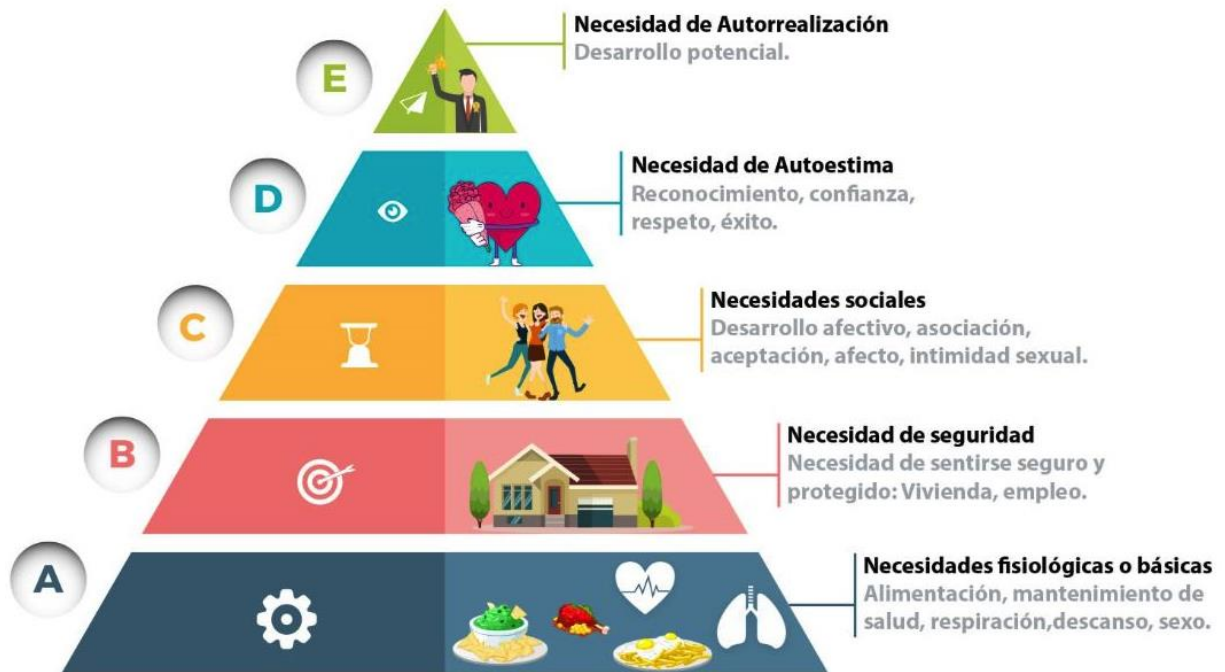 E
Necesidad de Autorrealización
Desarrollo potencial.
D
Necesidad de Autoestima
Reconocimiento, confianza,
respeto, éxito.
C
Necesidades sociales
Desarrollo afectivo, asociación,
aceptación, afecto, intimidad sexual.
B
Necesidad de seguridad
Necesidad de sentirse seguro y
protegido: Vivienda, empleo.
A
Necesidades fisiológicas o básicas
Alimentación, mantenimiento de
salud, respiración,descanso, sexo.